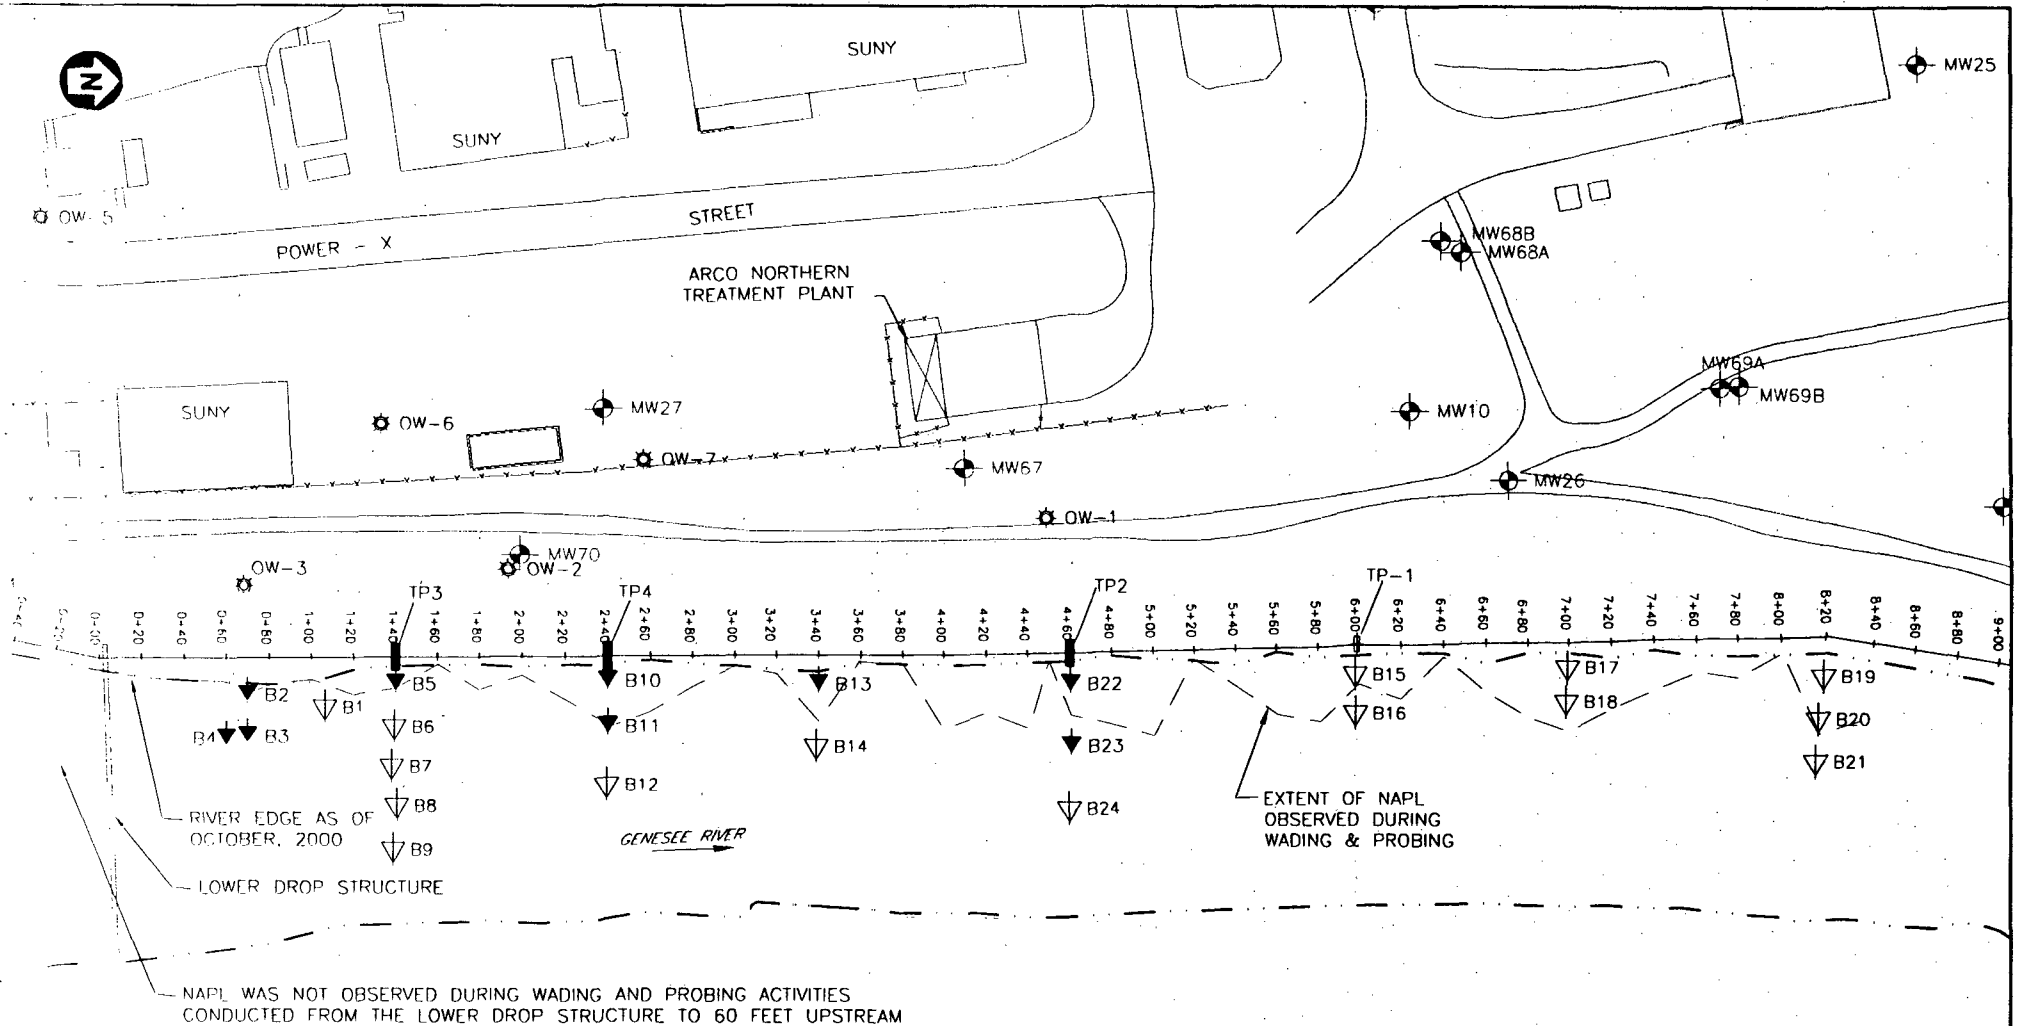 SUNY
MW25
N
SUNY
OW-5
STREET
POWER - X
MW68B
MW68A
ARCO NORTHERN
TREATMENT PLANT
MW69A
MW69B
SUNY
MW27
OW-6
MW10
OW-7
MW67
MW26
OW-1
MW70
OW-2
OW-3
TP3
TP4
TP2
TP-1
0+40
0+20
0+00
0+20
0+40
0+60
0+80
1+00
1+20
1+40
1+60
1+80
2+00
2+20
2+40
2+60
2+80
3+00
3+20
3+40
3+60
3+80
4+00
4+20
4+40
4+60
4+80
5+00
5+20
5+40
5+60
5+80
6+00
6+20
6+40
6+60
6+80
7+00
7+20
7+40
7+60
7+80
8+00
8+20
8+40
8+60
8+80
9+00
B2
B1
B5
B10
B13
B22
B15
B17
B19
B4
B3
B6
B11
B14
B23
B16
B18
B20
B7
B12
B21
B8
B24
B9
RIVER EDGE AS OF
OCTOBER, 2000
GENESEE RIVER
EXTENT OF NAPL
OBSERVED DURING
WADING & PROBING
LOWER DROP STRUCTURE
NAPL WAS NOT OBSERVED DURING WADING AND PROBING ACTIVITIES
CONDUCTED FROM THE LOWER DROP STRUCTURE TO 60 FEET UPSTREAM